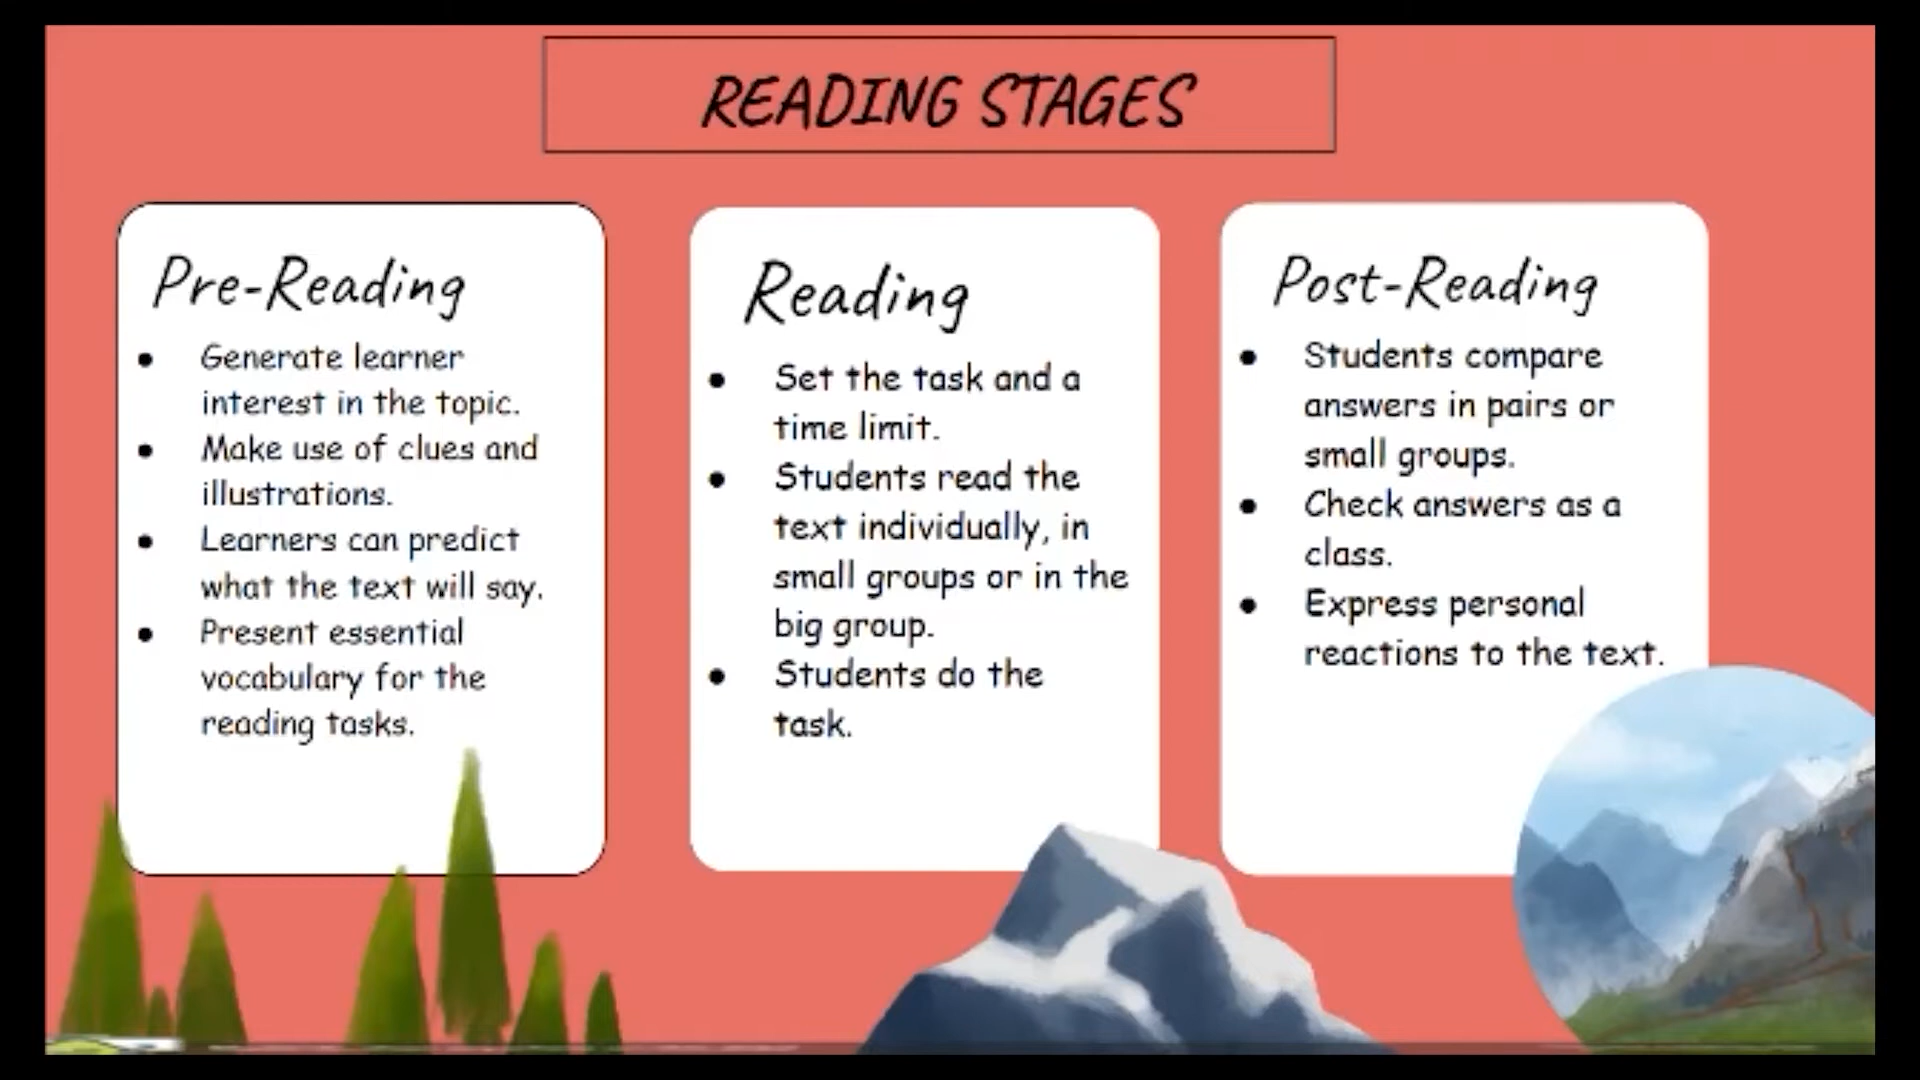 READING STAGES
Pre-Reading
● Generate learner
interest in the topic.
● Make use of clues and
illustrations.
● Learners can predict
what the text will say.
● Present essential
vocabulary for the
reading tasks.
Reading
● Set the task and a
time limit.
● Students read the
text individually, in
small groups or in the
big group.
● Students do the
task.
Post-Reading
● Students compare
answers in pairs or
small groups.
● Check answers as a
class.
● Express personal
reactions to the text.